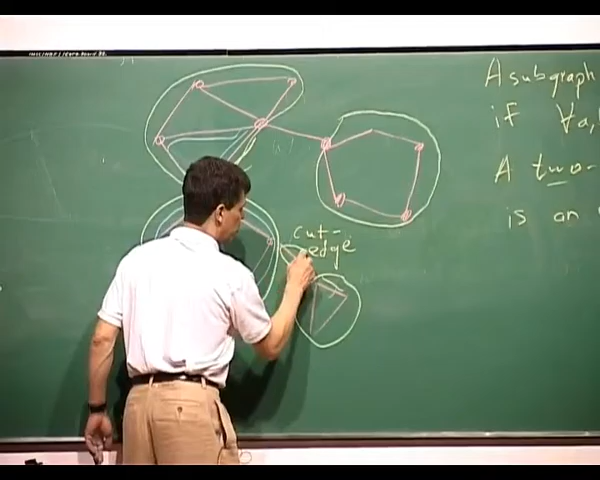 A subgraph
if ∀a,
A two-
is an
cut-
edge